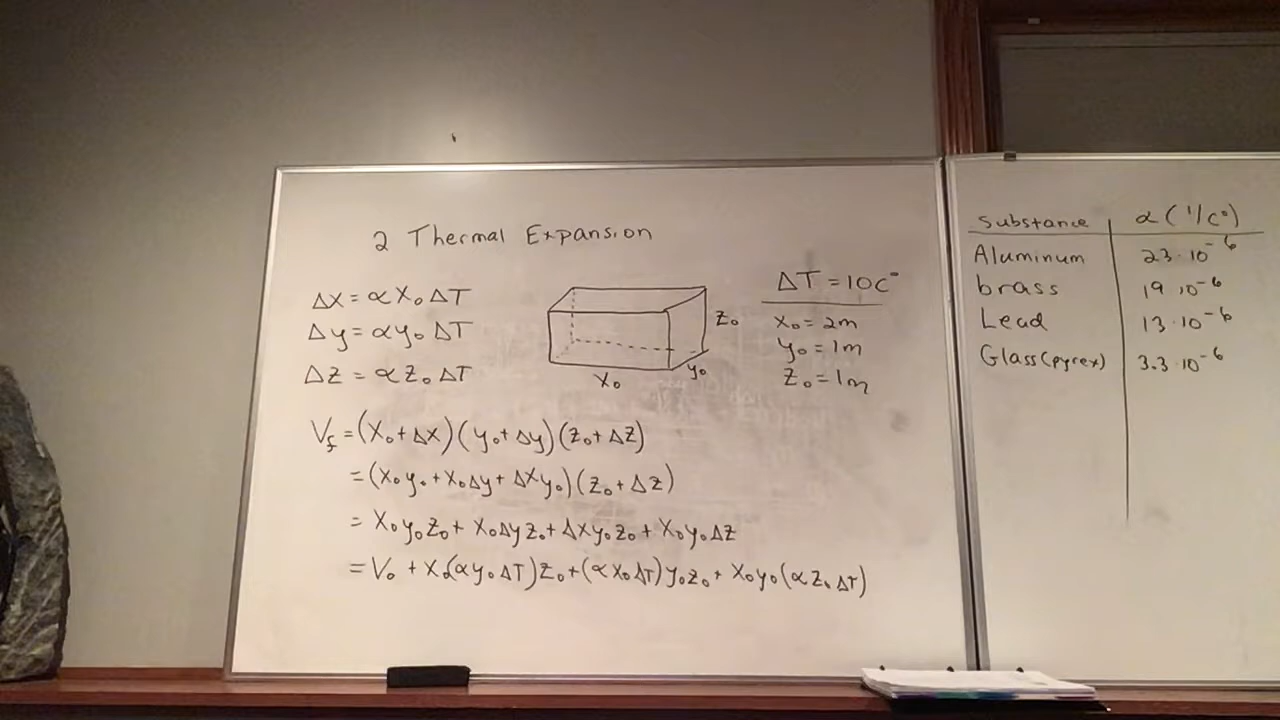 2 Thermal Expansion
Δx = αx₀ΔT
Δy = αy₀ΔT
Δz = αz₀ΔT
z₀
y₀
x₀
ΔT = 10C°
x₀ = 2m
y₀ = 1m
z₀ = 1m
V_f = (x₀+Δx)(y₀+Δy)(z₀+Δz)
= (x₀y₀+x₀Δy+Δxy₀)(z₀+Δz)
= x₀y₀z₀ + x₀Δyz₀ + Δxy₀z₀ + x₀y₀Δz
= V₀ + x₀(αy₀ΔT)z₀ + (αx₀ΔT)y₀z₀ + x₀y₀(αz₀ΔT)
Substance α (1/C°)
Aluminum 23·10⁻⁶
brass 19·10⁻⁶
Lead 13·10⁻⁶
Glass(pyrex) 3.3·10⁻⁶